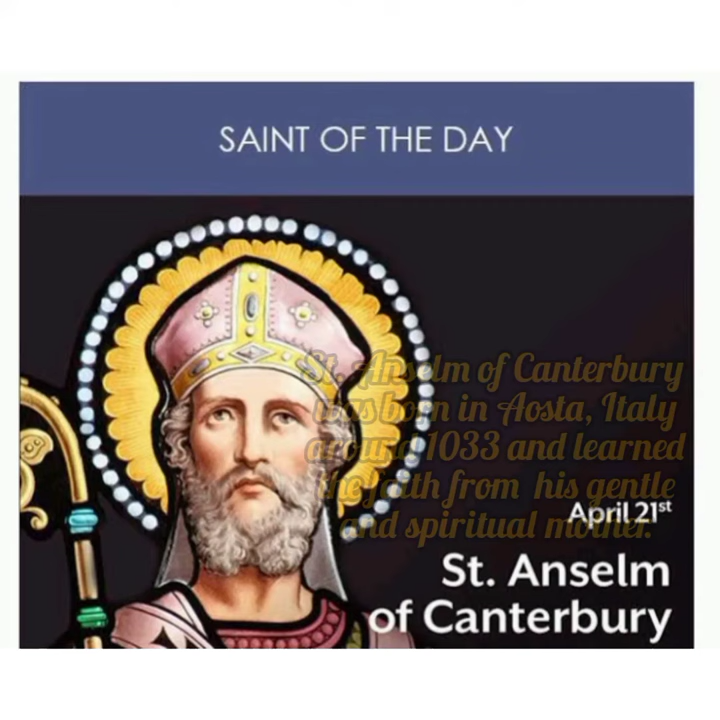 SAINT OF THE DAY
St. Anselm of Canterbury
was born in Aosta, Italy
around 1033 and learned
the faith from his gentle
and spiritual mother.
April 21st
St. Anselm
of Canterbury